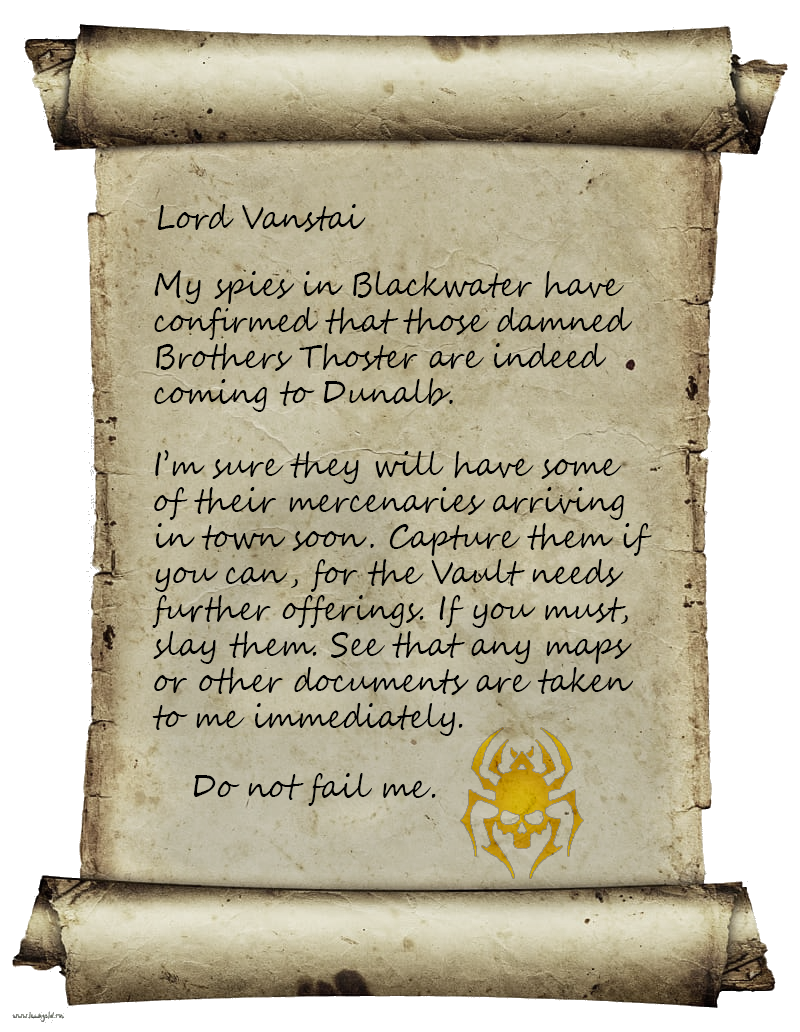 Lord Vanstai
My spies in Blackwater have
confirmed that those damned
Brothers Thoster are indeed
coming to Dunalb.
I'm sure they will have some
of their mercenaries arriving
in town soon. Capture them if
you can, for the Vault needs
further offerings. If you must,
slay them. See that any maps
or other documents are taken
to me immediately.
Do not fail me.